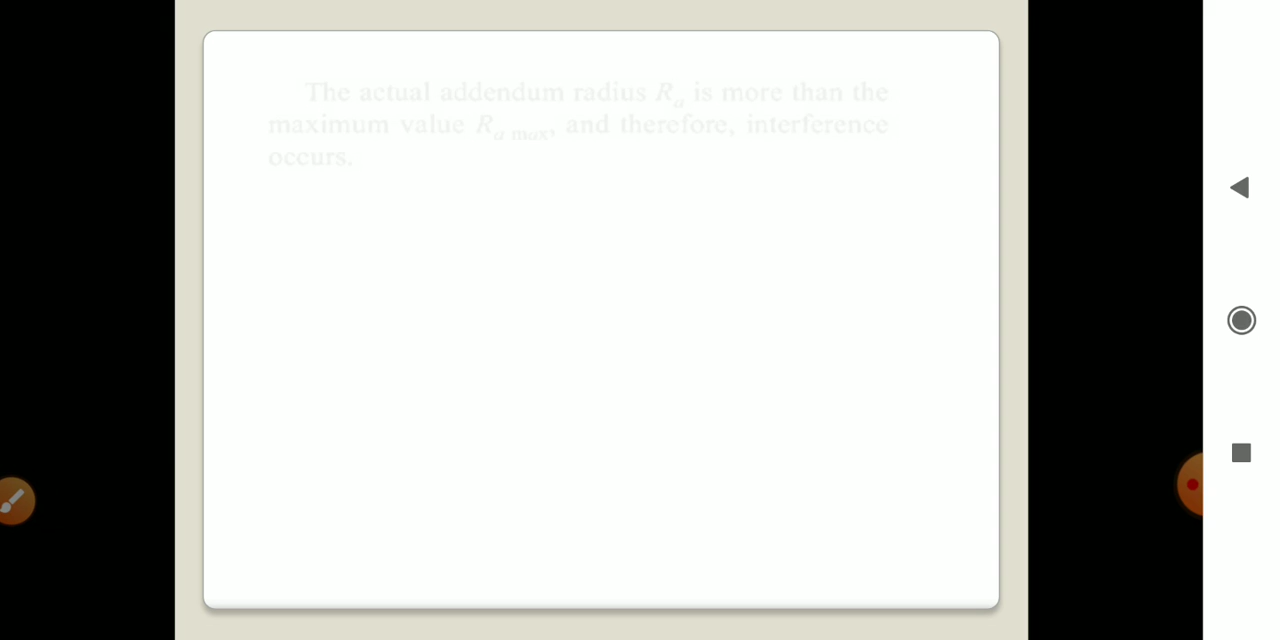 The actual addendum radius Ra is more than the
maximum value Ra max, and therefore, interference
occurs.